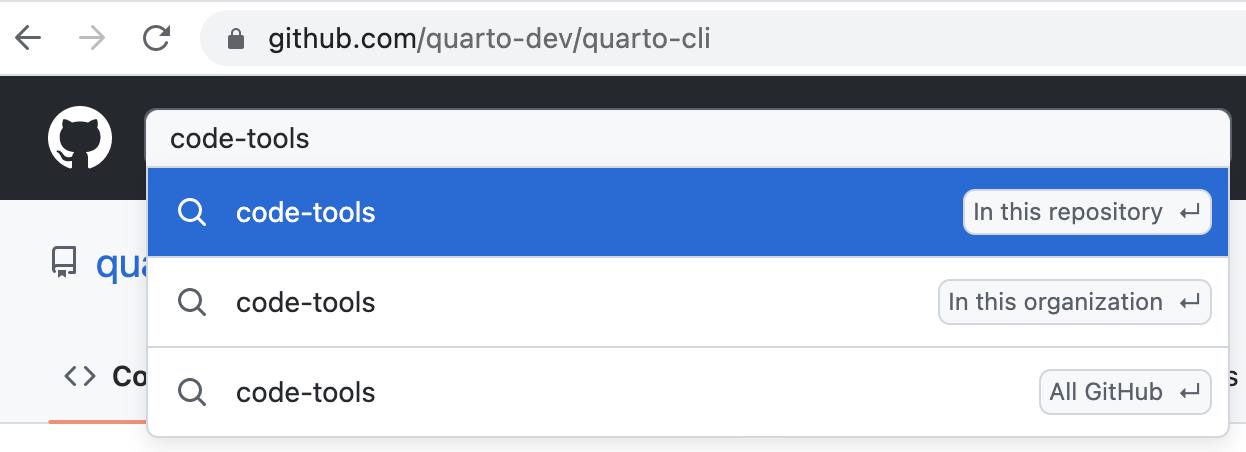 github.com/quarto-dev/quarto-cli
code-tools
code-tools In this repository
qua
code-tools In this organization
Co
code-tools All GitHub
s